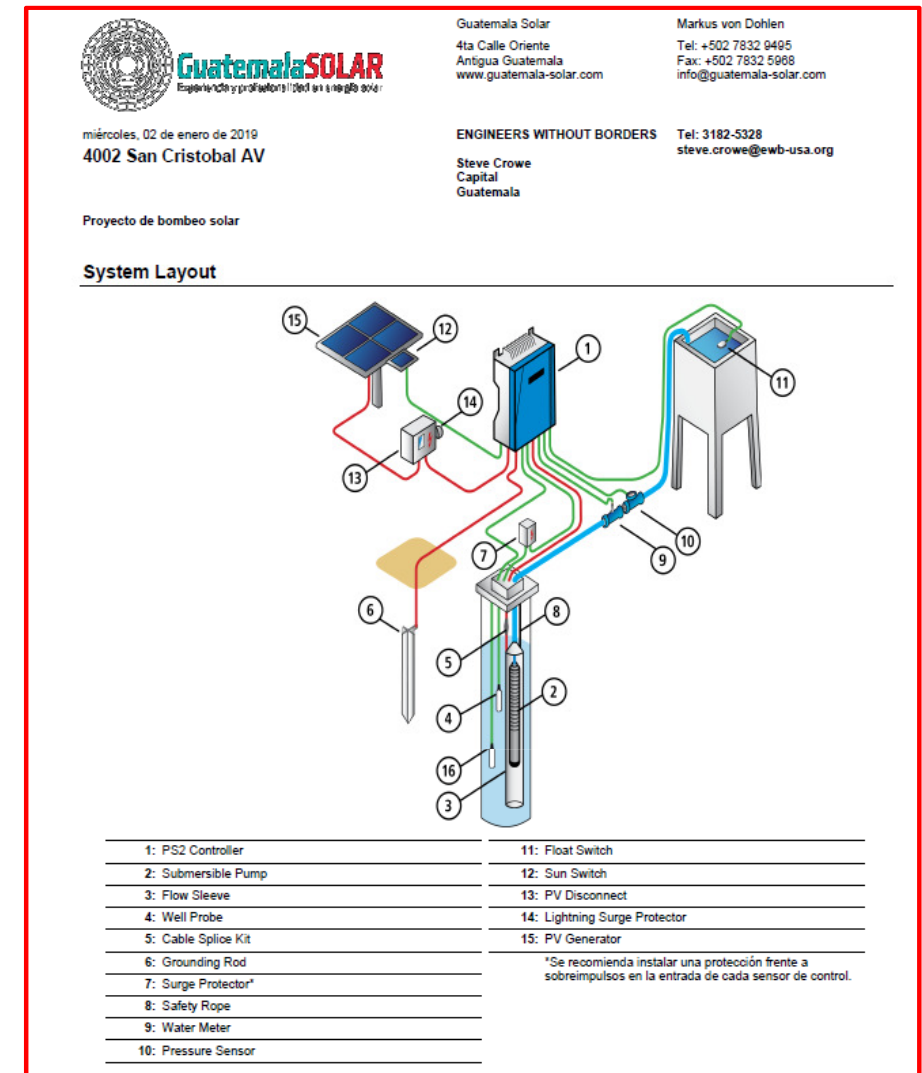 GuatemalaSOLAR
Experiencia y profesionalidad en energía solar
Guatemala Solar
4ta Calle Oriente
Antigua Guatemala
www.guatemala-solar.com
Markus von Dohlen
Tel: +502 7832 9495
Fax: +502 7832 5968
info@guatemala-solar.com
miércoles, 02 de enero de 2019
4002 San Cristobal AV
ENGINEERS WITHOUT BORDERS
Steve Crowe
Capital
Guatemala
Tel: 3182-5328
steve.crowe@ewb-usa.org
Proyecto de bombeo solar
System Layout
15
12
1
11
14
13
10
7
9
6
8
5
2
4
16
3
1: PS2 Controller
2: Submersible Pump
3: Flow Sleeve
4: Well Probe
5: Cable Splice Kit
6: Grounding Rod
7: Surge Protector*
8: Safety Rope
9: Water Meter
10: Pressure Sensor
11: Float Switch
12: Sun Switch
13: PV Disconnect
14: Lightning Surge Protector
15: PV Generator
*Se recomienda instalar una protección frente a
sobreimpulsos en la entrada de cada sensor de control.